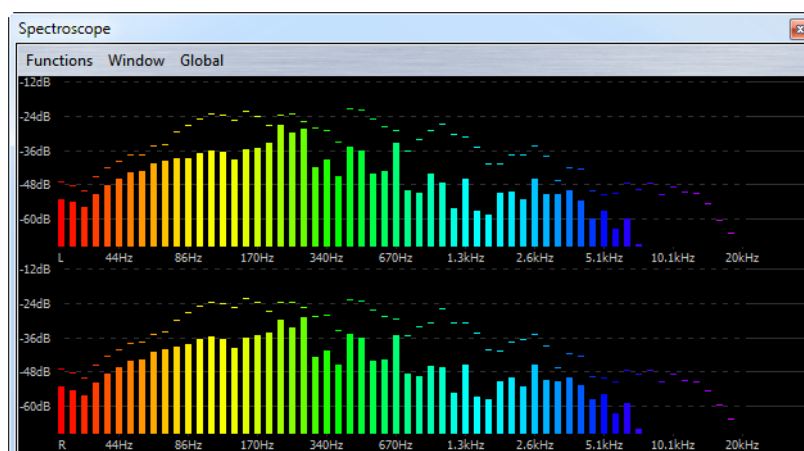 Spectroscope
Functions Window Global
-12dB
-24dB
-36dB
-48dB
-60dB
L 44Hz 86Hz 170Hz 340Hz 670Hz 1.3kHz 2.6kHz 5.1kHz 10.1kHz 20kHz
-12dB
-24dB
-36dB
-48dB
-60dB
R 44Hz 86Hz 170Hz 340Hz 670Hz 1.3kHz 2.6kHz 5.1kHz 10.1kHz 20kHz